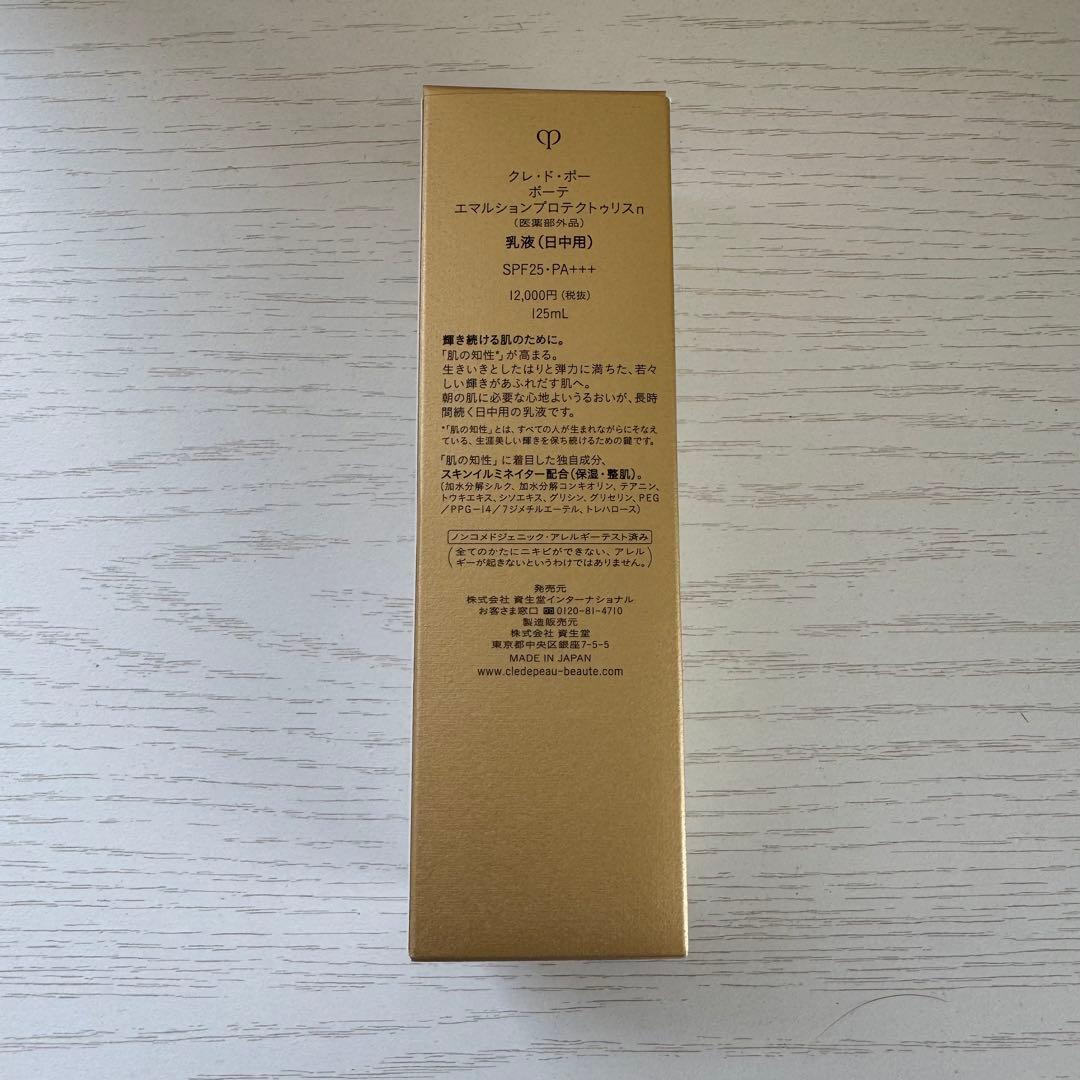 クレ・ド・ポー
ボーテ
エマルションプロテクトゥリスn
(医薬部外品)
乳液(日中用)
SPF25・PA+++
12,000円(税抜)
125mL
輝き続ける肌のために。
「肌の知性*」が高まる。
生きいきとしたはりと弾力に満ちた、若々
しい輝きがあふれだす肌へ。
朝の肌に必要な心地よいうるおいが、長時
間続く日中用の乳液です。
*「肌の知性」とは、すべての人が生まれながらにそなえ
ている、生涯美しい輝きを保ち続けるための鍵です。
「肌の知性」に着目した独自成分、
スキンイルミネイター配合(保湿・整肌)。
(加水分解シルク、加水分解コンキオリン、テアニン、
トウキエキス、シソエキス、グリシン、グリセリン、PEG
/PPG-14/7ジメチルエーテル、トレハロース)
ノンコメドジェニック・アレルギーテスト済み
(全てのかたにニキビができない、アレル
ギーが起きないというわけではありません。)
発売元
株式会社 資生堂インターナショナル
お客さま窓口 0120-81-4710
製造販売元
株式会社 資生堂
東京都中央区銀座7-5-5
MADE IN JAPAN
www.cledepeau-beaute.com